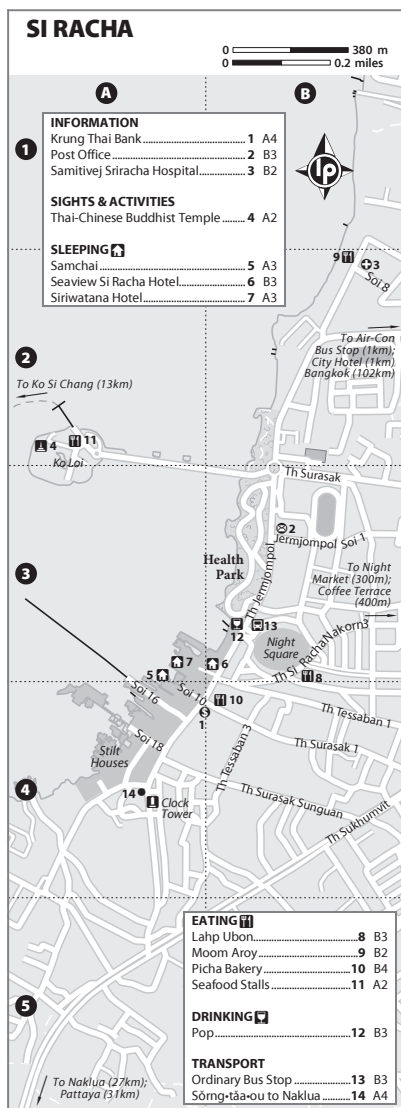 SI RACHA
0 380 m
0 0.2 miles
A B
1
INFORMATION
Krung Thai Bank 1 A4
Post Office 2 B3
Samitivej Sriracha Hospital 3 B2
SIGHTS & ACTIVITIES
Thai-Chinese Buddhist Temple 4 A2
SLEEPING
Samchai 5 A3
Seaview Si Racha Hotel 6 B3
Siriwatana Hotel 7 A3
lp
9
3
Soi 8
2
To Air-Con
Bus Stop (1km);
City Hotel (1km)
Bangkok (102km)
To Ko Si Chang (13km)
4
11
Ko Loi
Th Surasak
2
Jermjompol Soi 1
Health
Park
Th Jermjompol
3
To Night
Market (300m);
Coffee Terrace
(400m)
12
13
Night
Square
Th Si RachaNakorn3
7
6
5
8
Soi 10
Soi 16
10
1
Th Tessaban 1
Soi 18
Th Surasak 1
Stilt
Houses
Th Tessaban 3
4
14
Clock
Tower
Th Surasak Sunguan
Th Sukhumvit
EATING
Lahp Ubon 8 B3
Moom Aroy 9 B2
Picha Bakery 10 B4
Seafood Stalls 11 A2
DRINKING
Pop 12 B3
TRANSPORT
Ordinary Bus Stop 13 B3
Sŏrng·tăa·ou to Naklua 14 A4
5
To Naklua (27km);
Pattaya (31km)